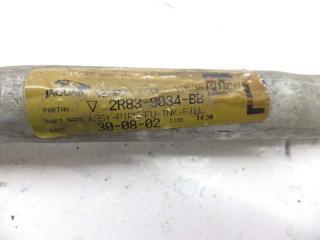 JAGUAR
PART No. ▽ 2R83-9034-BB
PART NAME ASSY-PIPE FU-TNK-FILL
DATE 30-08-02 TIME 14:30
L